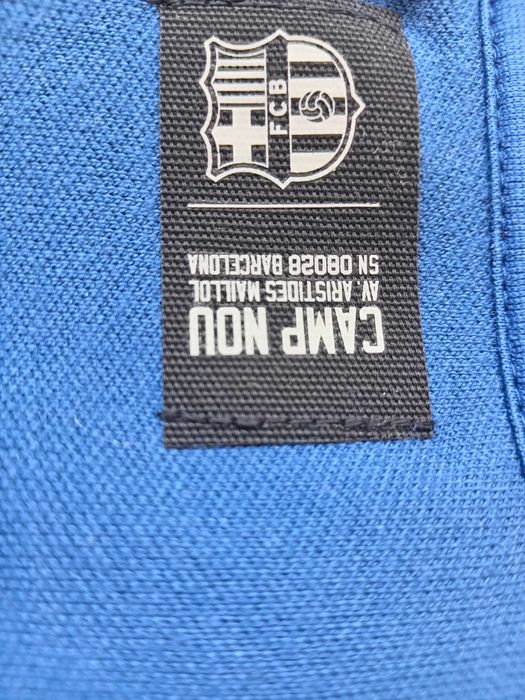 CAMP NOU
AV. ARISTIDES MAILLOL
SN 08028 BARCELONA
FCB